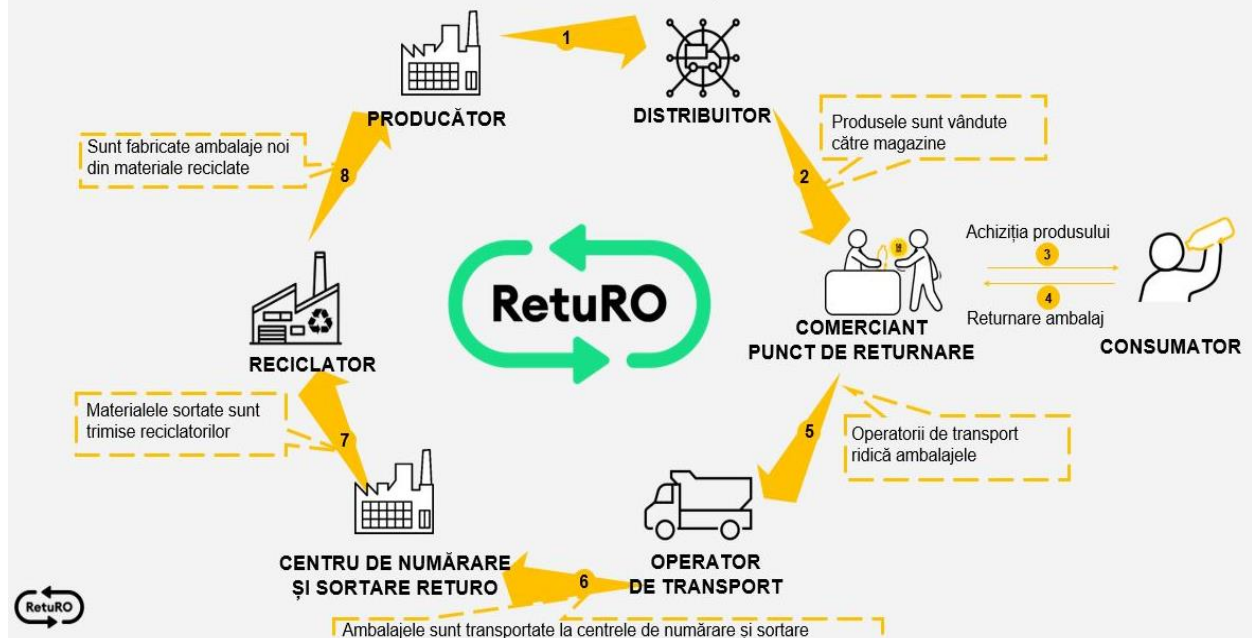 1
PRODUCĂTOR
DISTRIBUITOR
Sunt fabricate ambalaje noi
din materiale reciclate
8
Produsele sunt vândute
către magazine
2
Achiziția produsului
3
4
Returnare ambalaj
RetuRO
COMERCIANT
PUNCT DE RETURNARE
CONSUMATOR
RECICLATOR
Materialele sortate sunt
trimise reciclatorilor
7
5
Operatorii de transport
ridică ambalajele
CENTRU DE NUMĂRARE
ȘI SORTARE RETURO
6
OPERATOR
DE TRANSPORT
RetuRO
Ambalajele sunt transportate la centrele de numărare și sortare